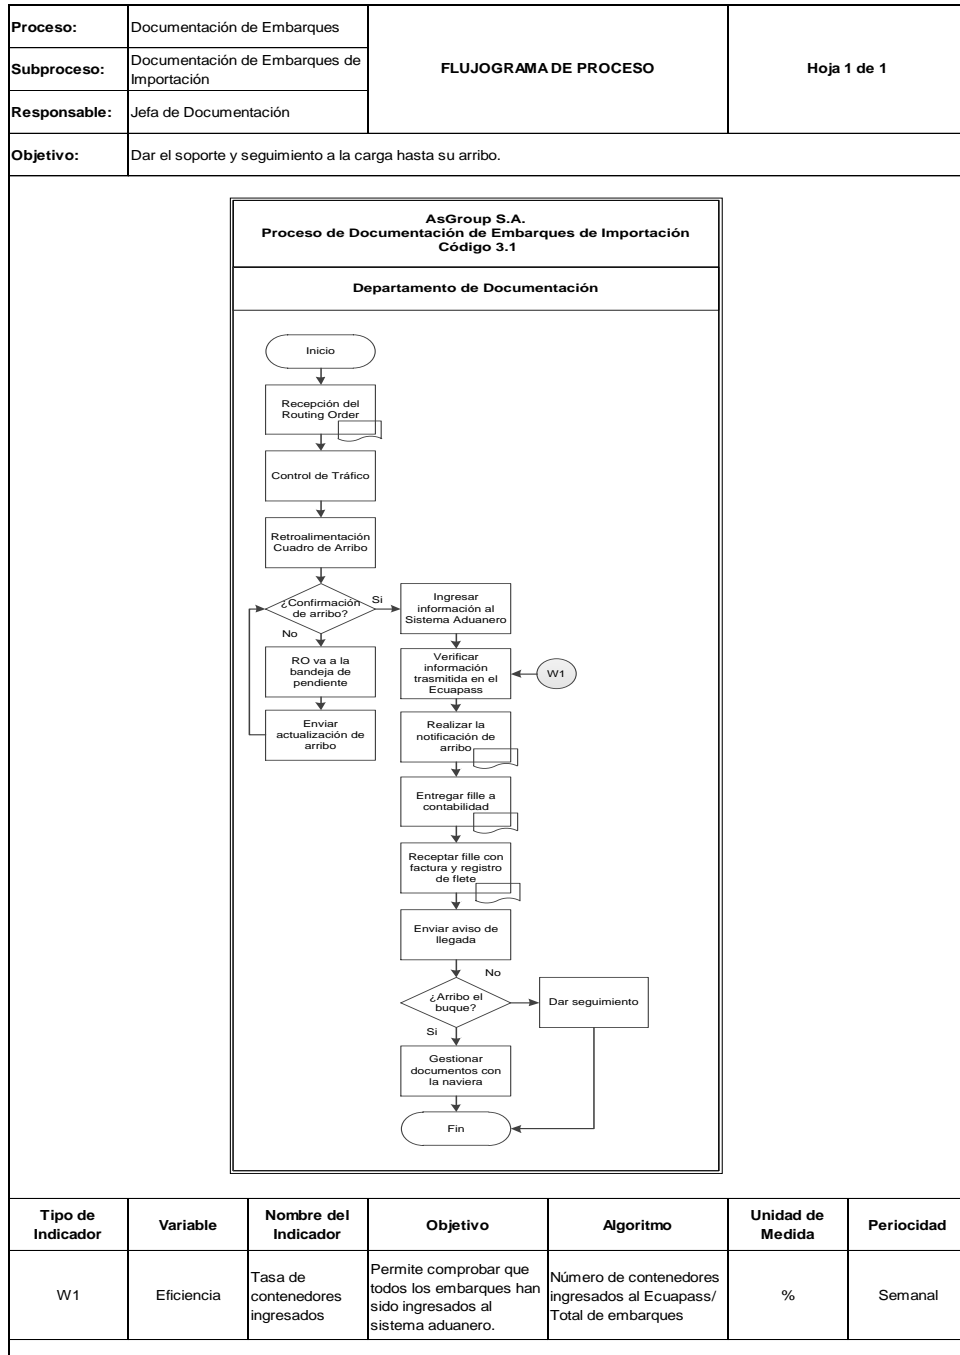 Proceso:
Documentación de Embarques
Subproceso:
Documentación de Embarques de
Importación
Responsable:
Jefa de Documentación
FLUJOGRAMA DE PROCESO
Hoja 1 de 1
Objetivo:
Dar el soporte y seguimiento a la carga hasta su arribo.
AsGroup S.A.
Proceso de Documentación de Embarques de Importación
Código 3.1
Departamento de Documentación
Inicio
Recepción del
Routing Order
Control de Tráfico
Retroalimentación
Cuadro de Arribo
¿Confirmación
de arribo?
Si
No
RO va a la
bandeja de
pendiente
Enviar
actualización de
arribo
Ingresar
información al
Sistema Aduanero
Verificar
información
trasmitida en el
Ecuapass
W1
Realizar la
notificación de
arribo
Entregar fille a
contabilidad
Receptar fille con
factura y registro
de flete
Enviar aviso de
llegada
No
¿Arribo el
buque?
Dar seguimiento
Si
Gestionar
documentos con
la naviera
Fin
Tipo de
Indicador
Variable
Nombre del
Indicador
Objetivo
Algoritmo
Unidad de
Medida
Periocidad
W1
Eficiencia
Tasa de
contenedores
ingresados
Permite comprobar que
todos los embarques han
sido ingresados al
sistema aduanero.
Número de contenedores
ingresados al Ecuapass/
Total de embarques
%
Semanal